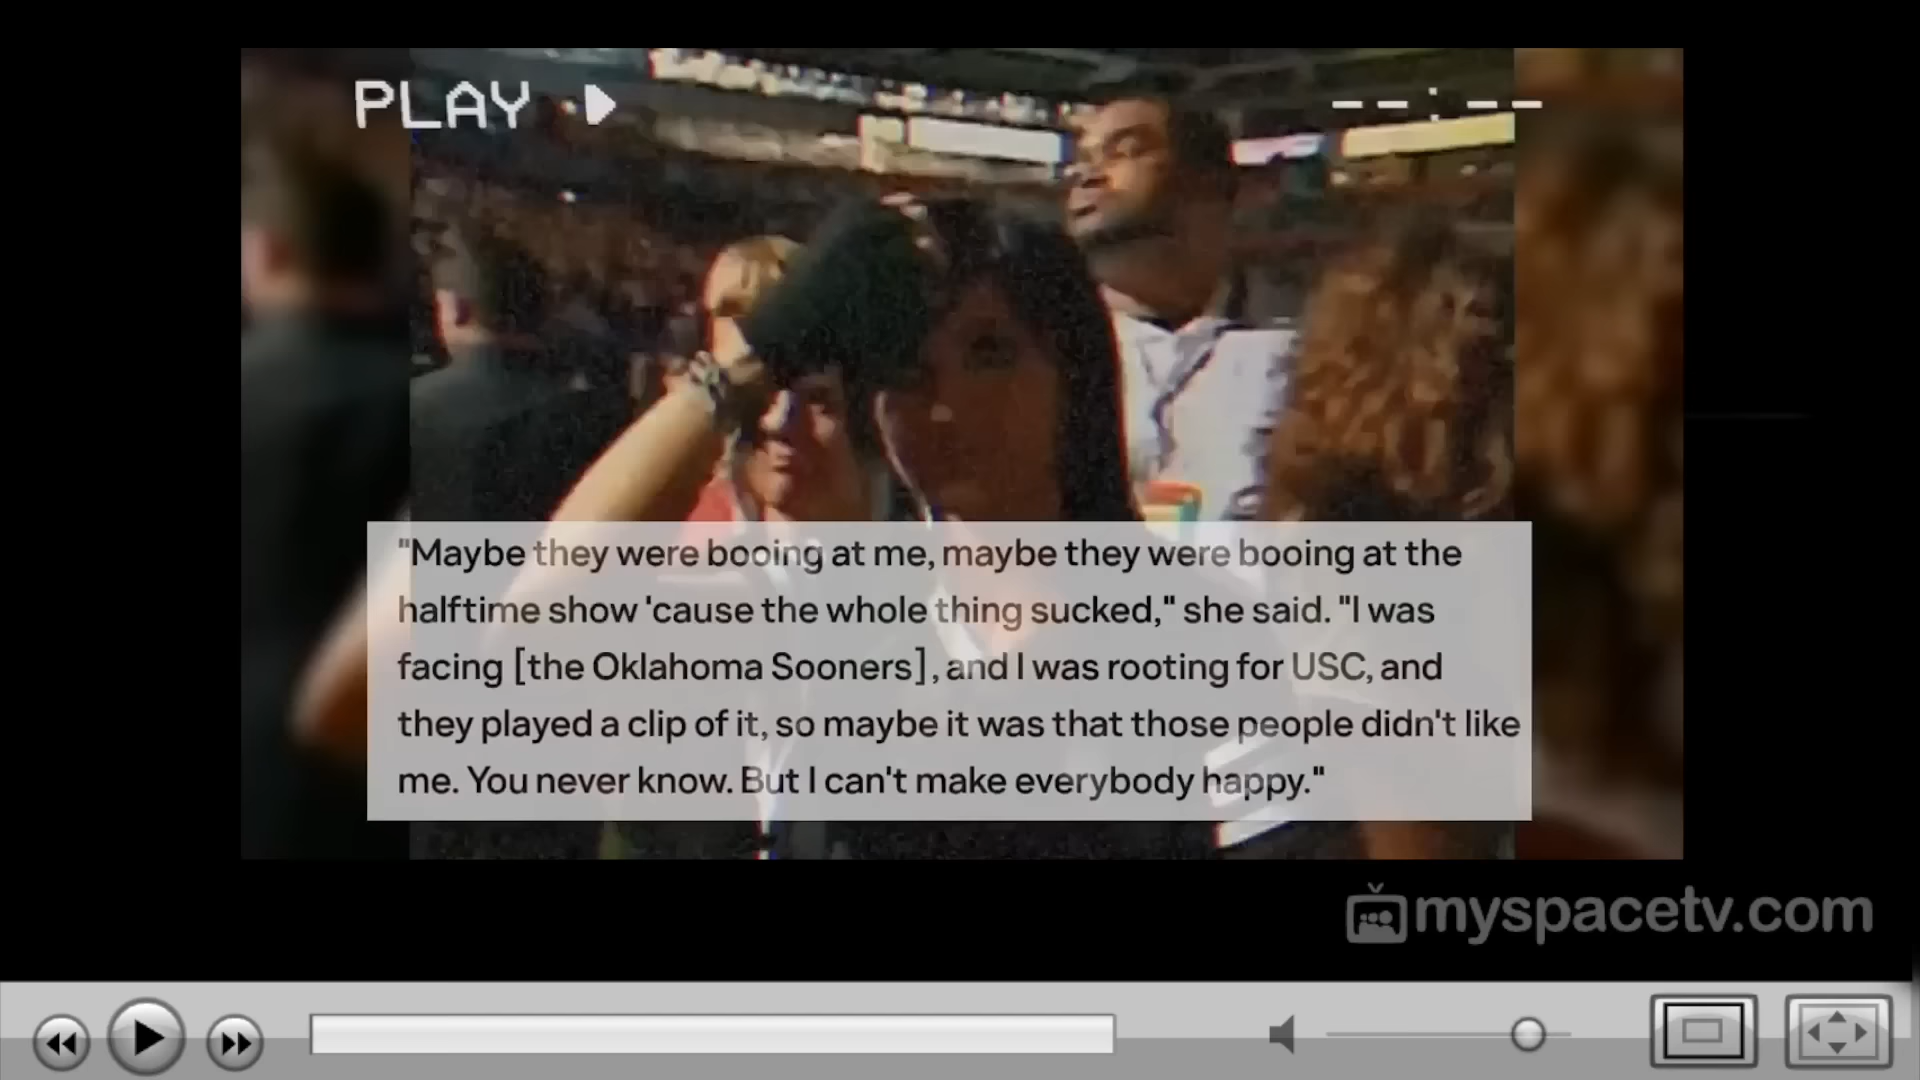 PLAY
--:--
"Maybe they were booing at me, maybe they were booing at the
halftime show 'cause the whole thing sucked," she said. "I was
facing [the Oklahoma Sooners], and I was rooting for USC, and
they played a clip of it, so maybe it was that those people didn't like
me. You never know. But I can't make everybody happy."
myspacetv.com